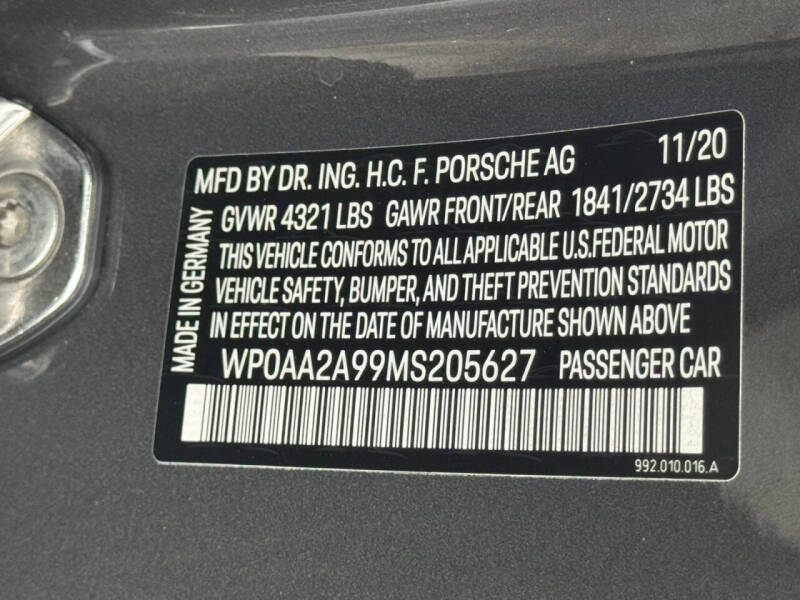 MFD BY DR. ING. H.C. F. PORSCHE AG 11/20
GVWR 4321 LBS GAWR FRONT/REAR 1841/2734 LBS
THIS VEHICLE CONFORMS TO ALL APPLICABLE U.S.FEDERAL MOTOR
VEHICLE SAFETY, BUMPER, AND THEFT PREVENTION STANDARDS
IN EFFECT ON THE DATE OF MANUFACTURE SHOWN ABOVE
WP0AA2A99MS205627 PASSENGER CAR
992.010.016.A
MADE IN GERMANY